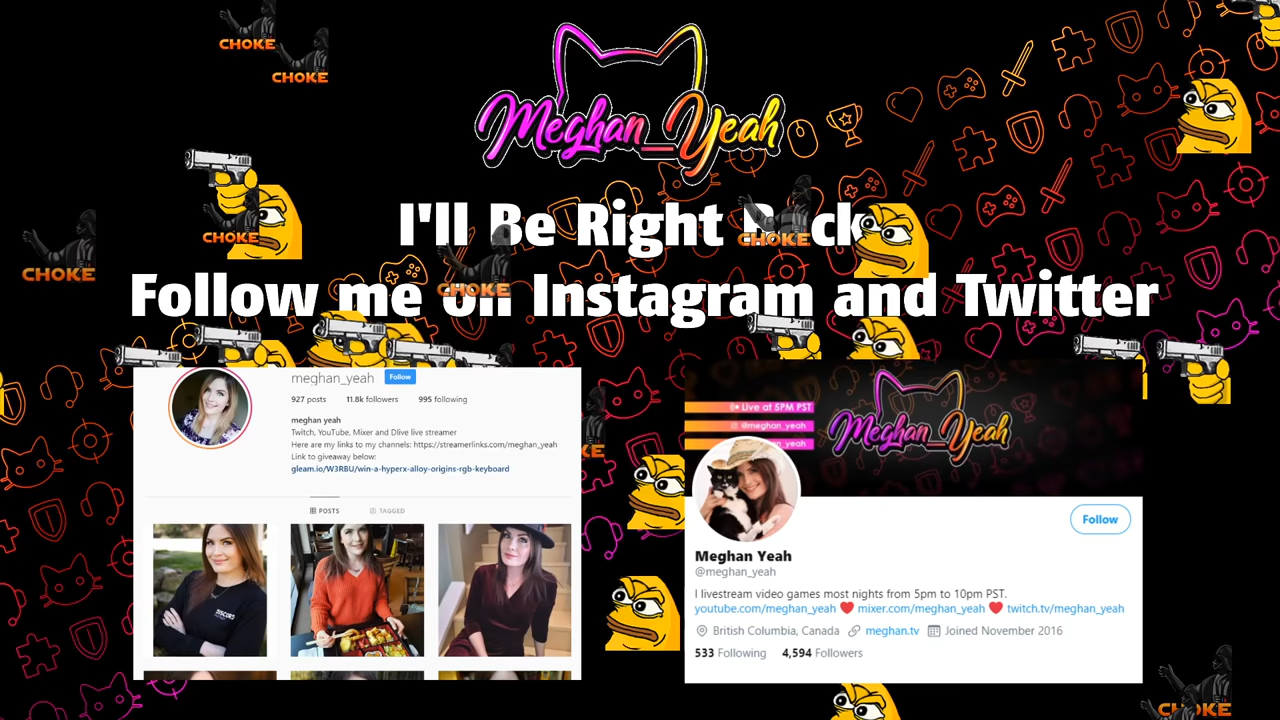 CHOKE
CHOKE
Meghan_Yeah
I'll Be Right Back
CHOKE
CHOKE
CHOKE
Follow me on Instagram and Twitter
CHOKE
meghan_yeah Follow
927 posts 11.8k followers 995 following
meghan yeah
Twitch, YouTube, Mixer and Dlive live streamer
Here are my links to my channels: https://streamerlinks.com/meghan_yeah
Link to giveaway below:
gleam.io/W3RBU/win-a-hyperx-alloy-origins-rgb-keyboard
POSTS TAGGED
DISCORD
Live at 5PM PST
@meghan_yeah
_yeah
Meghan_Yeah
Follow
Meghan Yeah
@meghan_yeah
I livestream video games most nights from 5pm to 10pm PST.
youtube.com/meghan_yeah ❤ mixer.com/meghan_yeah ❤ twitch.tv/meghan_yeah
British Columbia, Canada meghan.tv Joined November 2016
533 Following 4,594 Followers
CHOKE